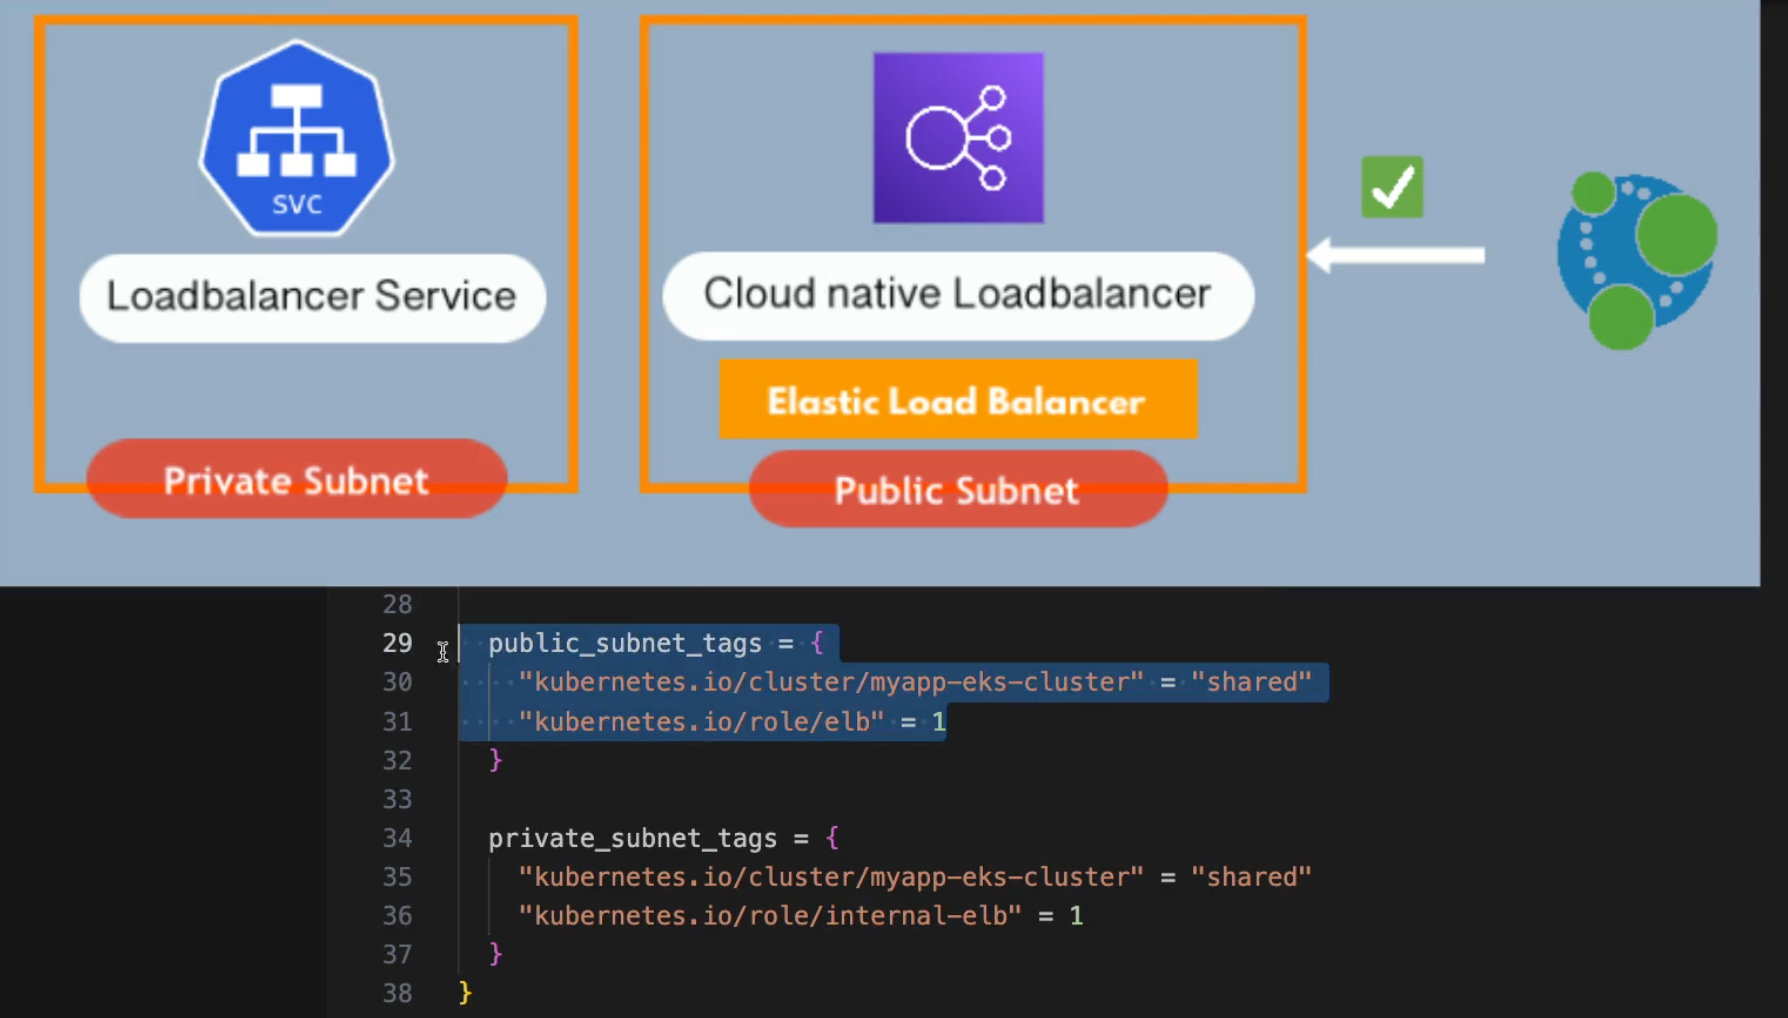 svc
Loadbalancer Service
Private Subnet
Cloud native Loadbalancer
Elastic Load Balancer
Public Subnet
28
29 public_subnet_tags = {
30 "kubernetes.io/cluster/myapp-eks-cluster" = "shared"
31 "kubernetes.io/role/elb" = 1
32 }
33
34 private_subnet_tags = {
35 "kubernetes.io/cluster/myapp-eks-cluster" = "shared"
36 "kubernetes.io/role/internal-elb" = 1
37 }
38 }